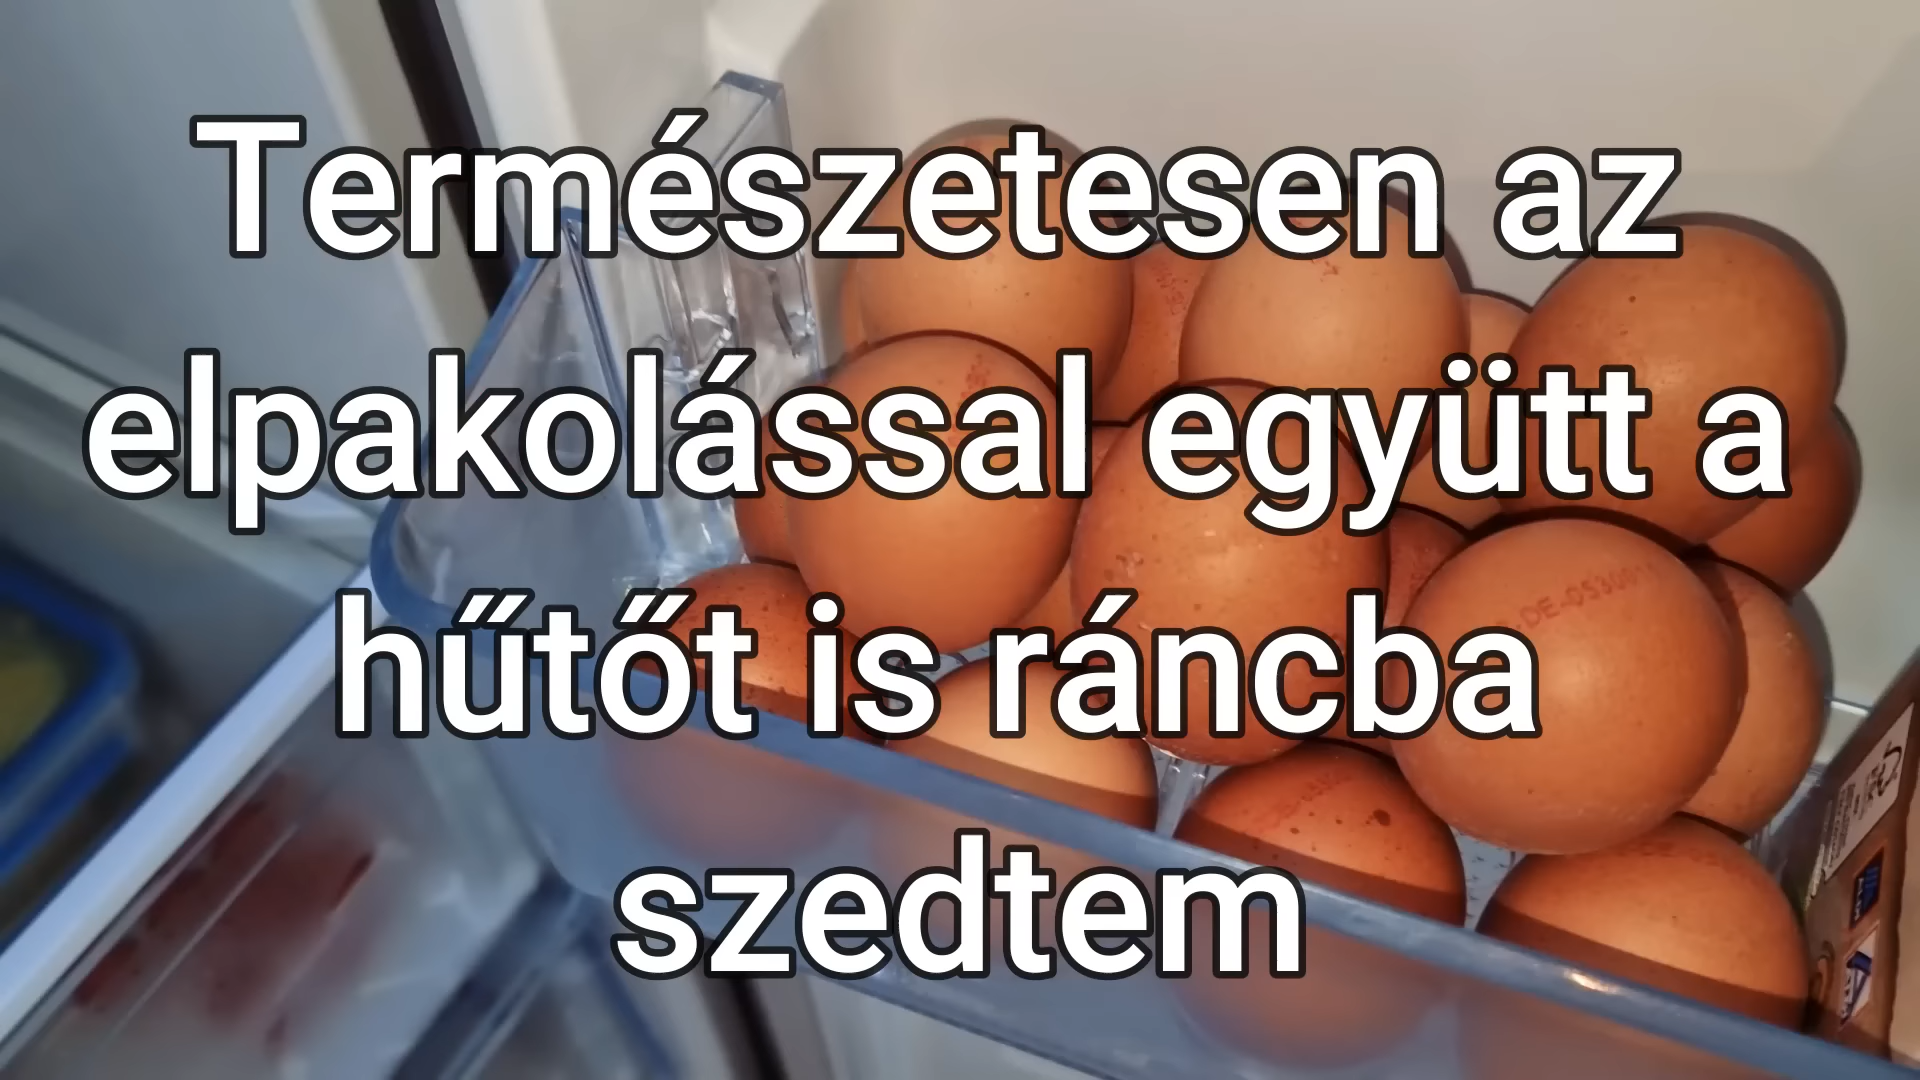 Természetesen az
elpakolással együtt a
hűtőt is ráncba
szedtem